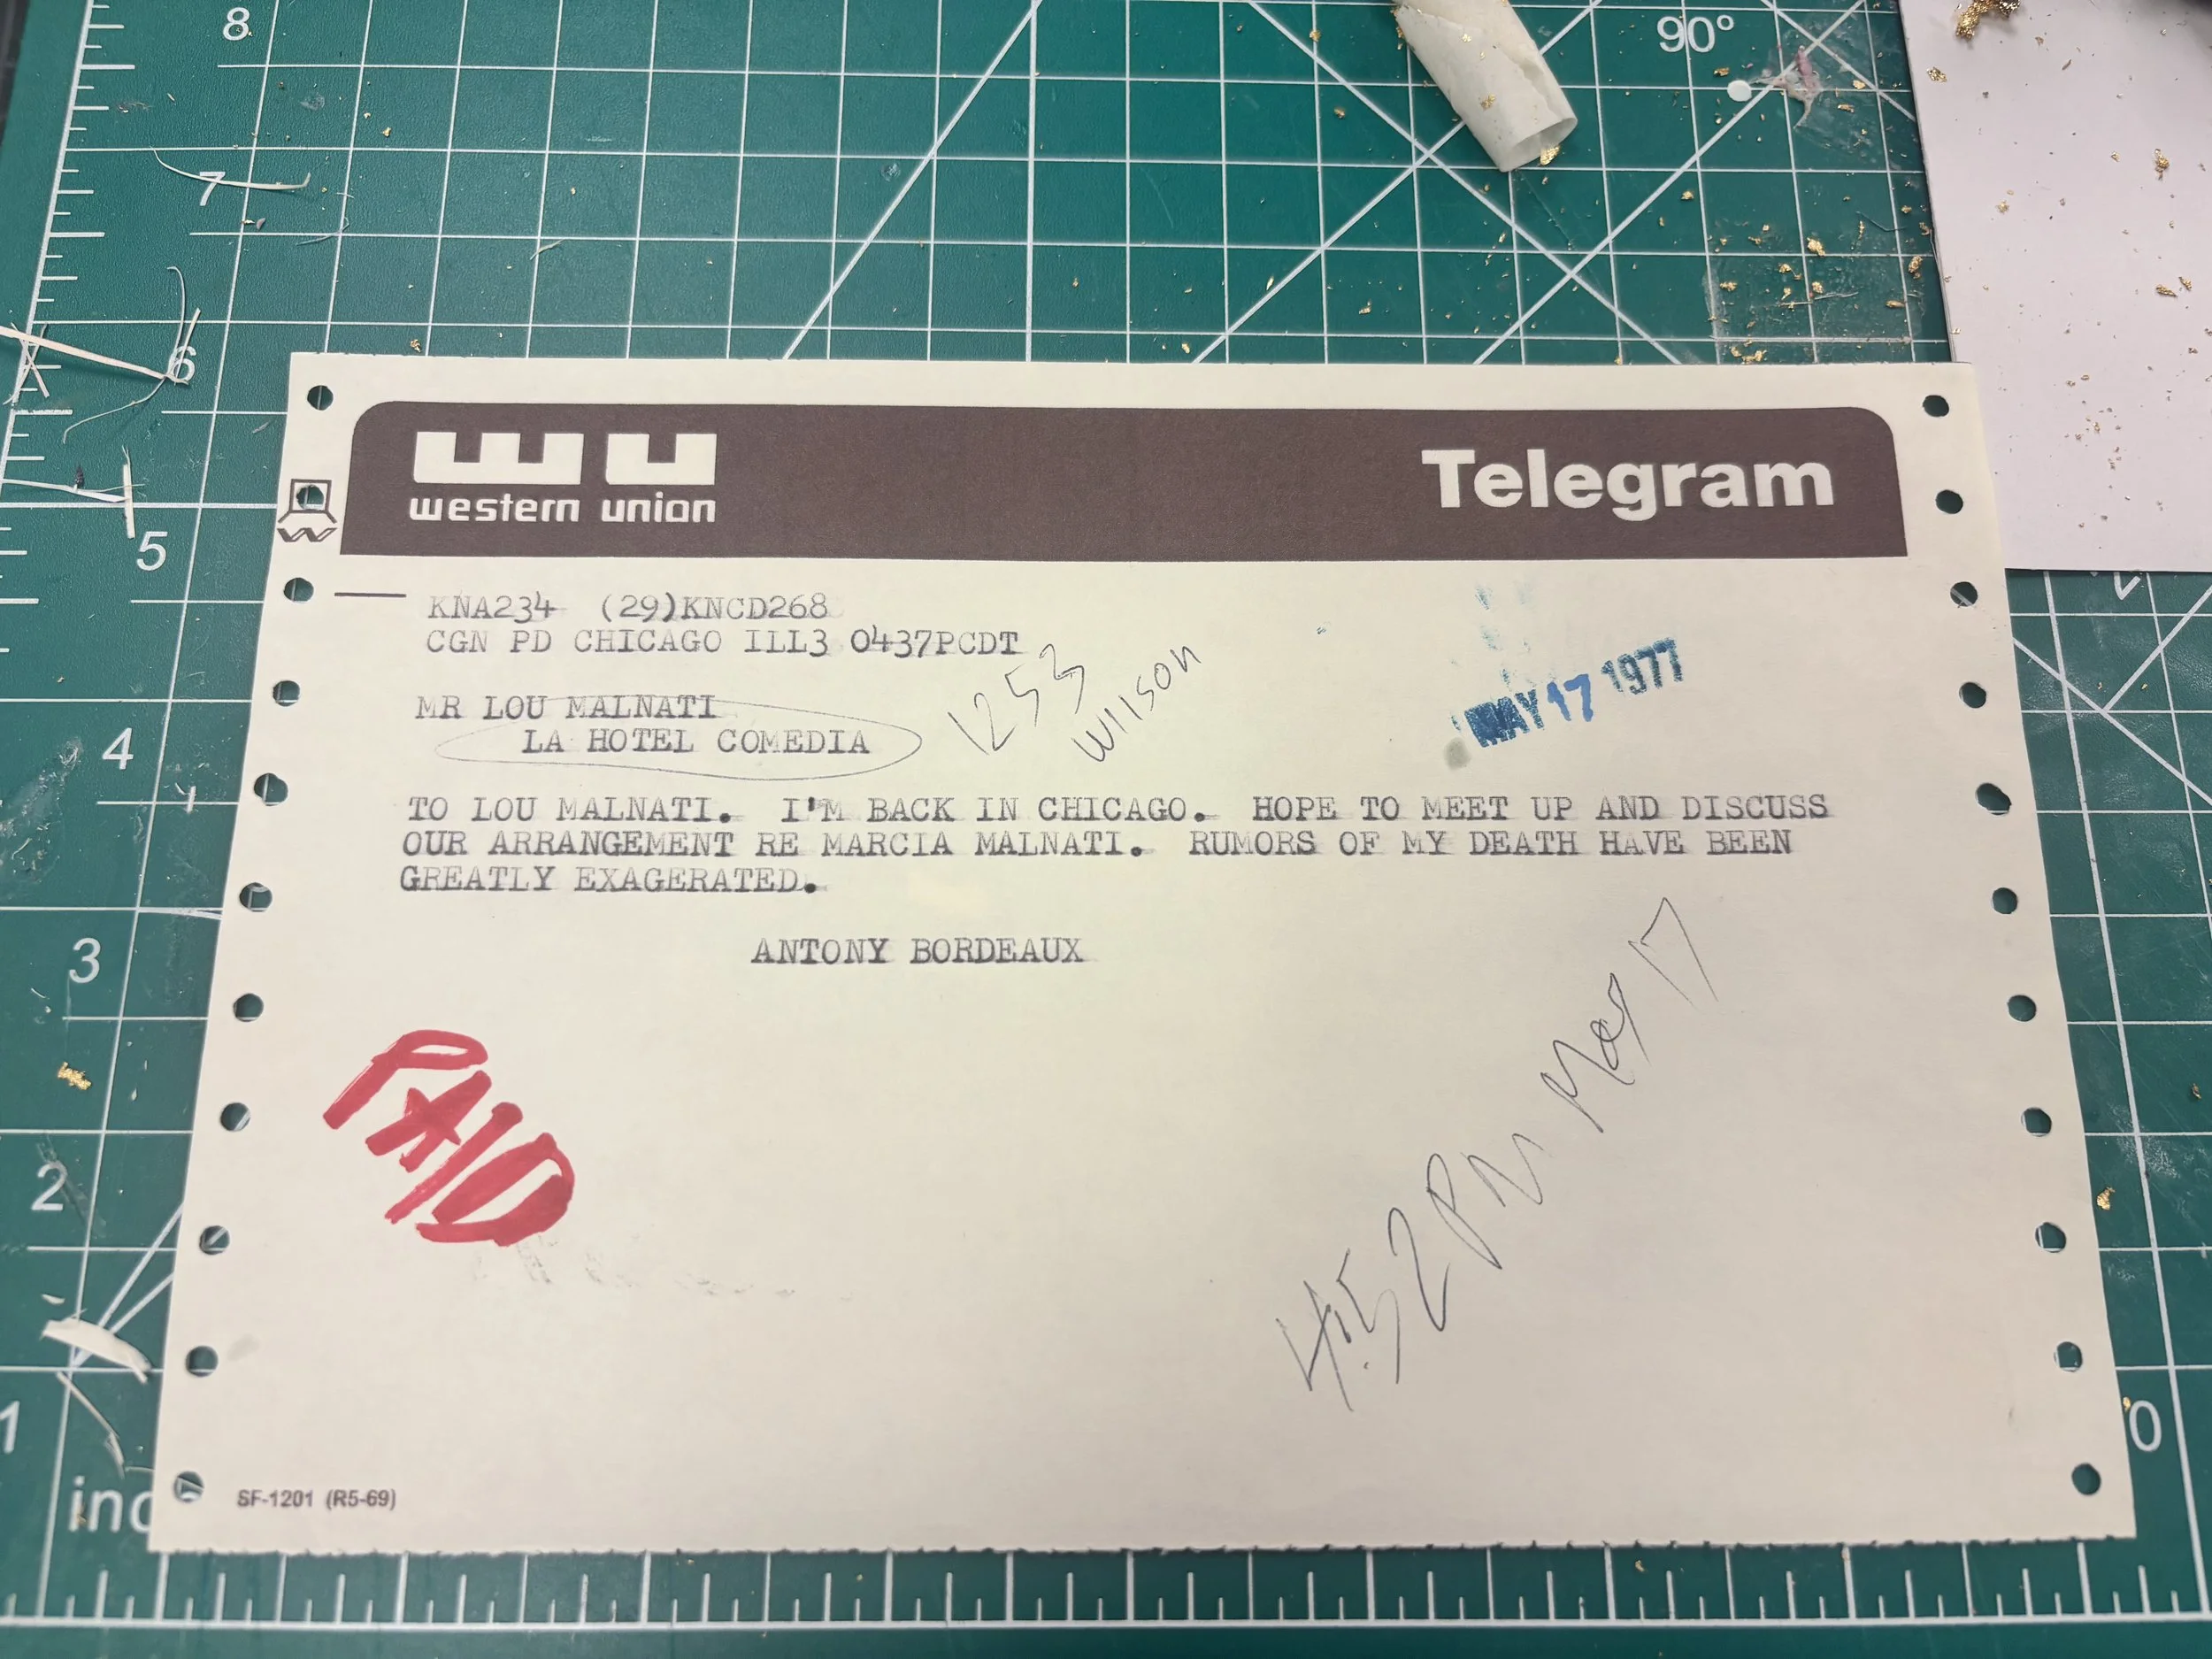 8
90°
7
6
5
4
3
2
1
0
western union
Telegram
KNA234 (29)KNCD268
CGN PD CHICAGO ILL3 0437PCDT
1253
Wilson
MAY 17 1977
MR LOU MALNATI
LA HOTEL COMEDIA
TO LOU MALNATI. I'M BACK IN CHICAGO. HOPE TO MEET UP AND DISCUSS
OUR ARRANGEMENT RE MARCIA MALNATI. RUMORS OF MY DEATH HAVE BEEN
GREATLY EXAGERATED.
ANTONY BORDEAUX
PAID
4:52 PM May 17
SF-1201 (R5-69)